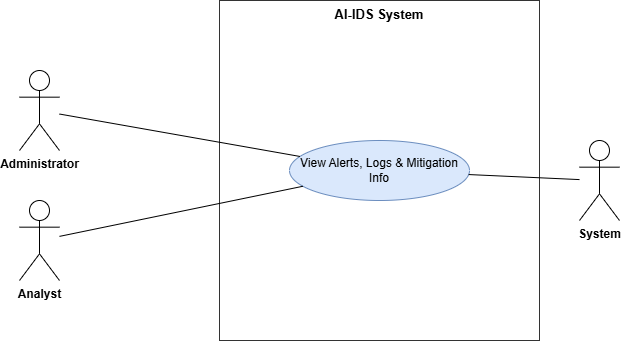 AI-IDS System
Administrator
View Alerts, Logs & Mitigation
Info
System
Analyst